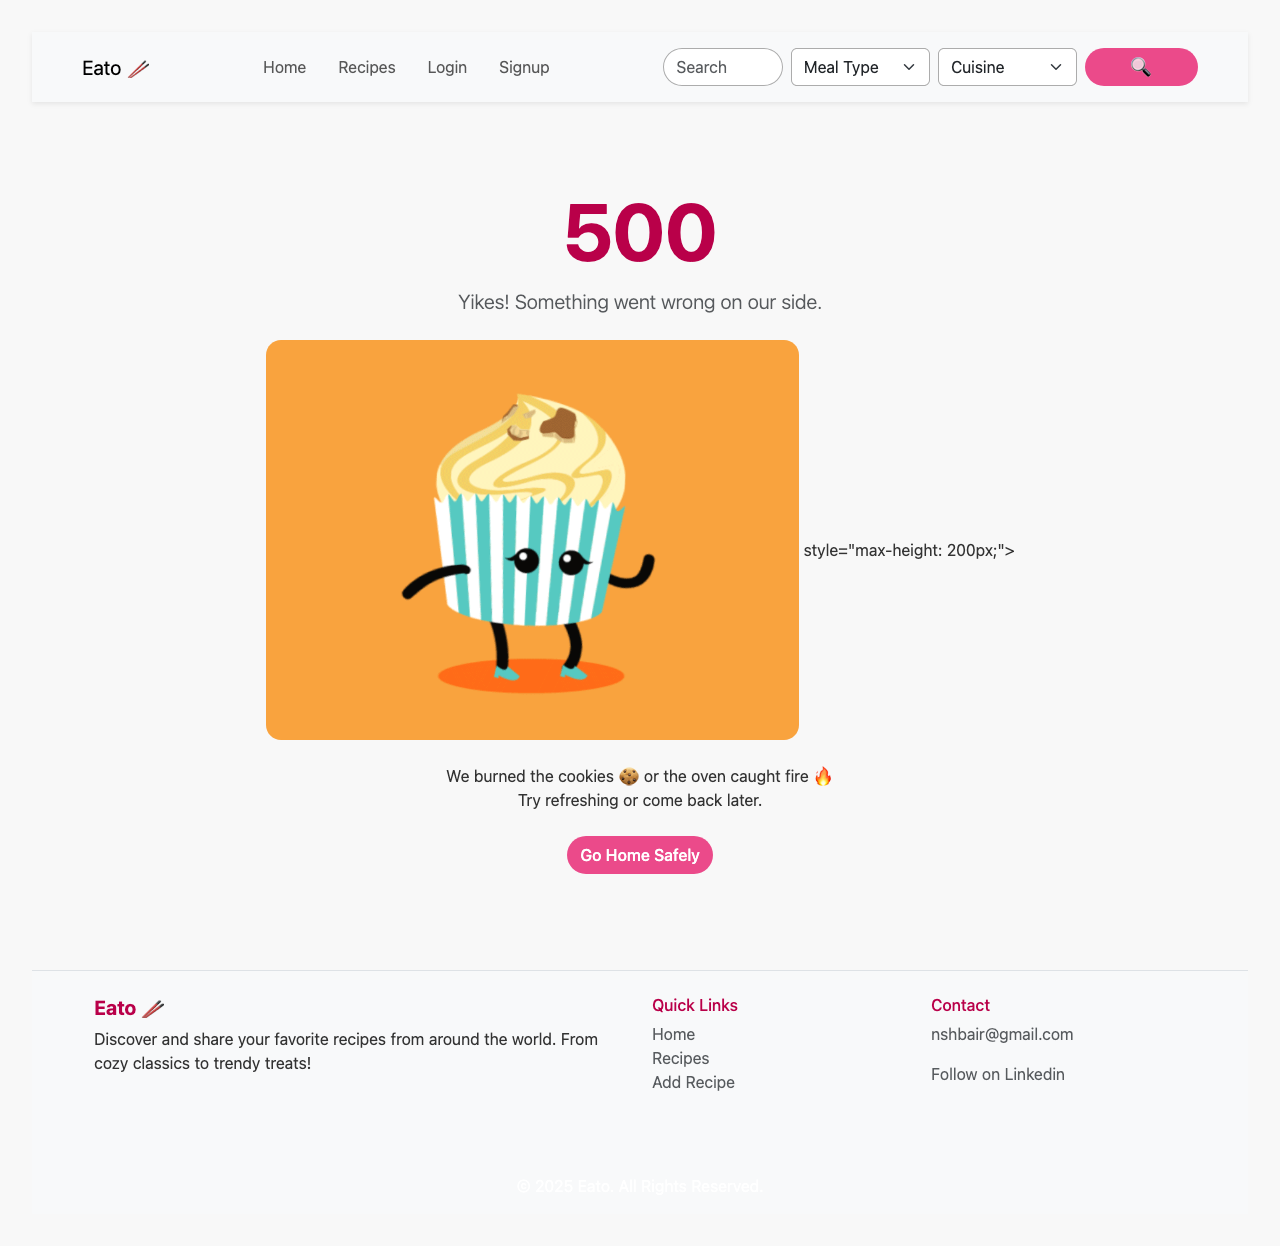 Eato 🥢
Home
Recipes
Login
Signup
Search
Meal Type
Cuisine
🔍
500
Yikes! Something went wrong on our side.
style="max-height: 200px;">
We burned the cookies 🍪 or the oven caught fire 🔥
Try refreshing or come back later.
Go Home Safely
Eato 🥢
Discover and share your favorite recipes from around the world. From
cozy classics to trendy treats!
Quick Links
Home
Recipes
Add Recipe
Contact
nshbair@gmail.com
Follow on Linkedin
© 2025 Eato. All Rights Reserved.